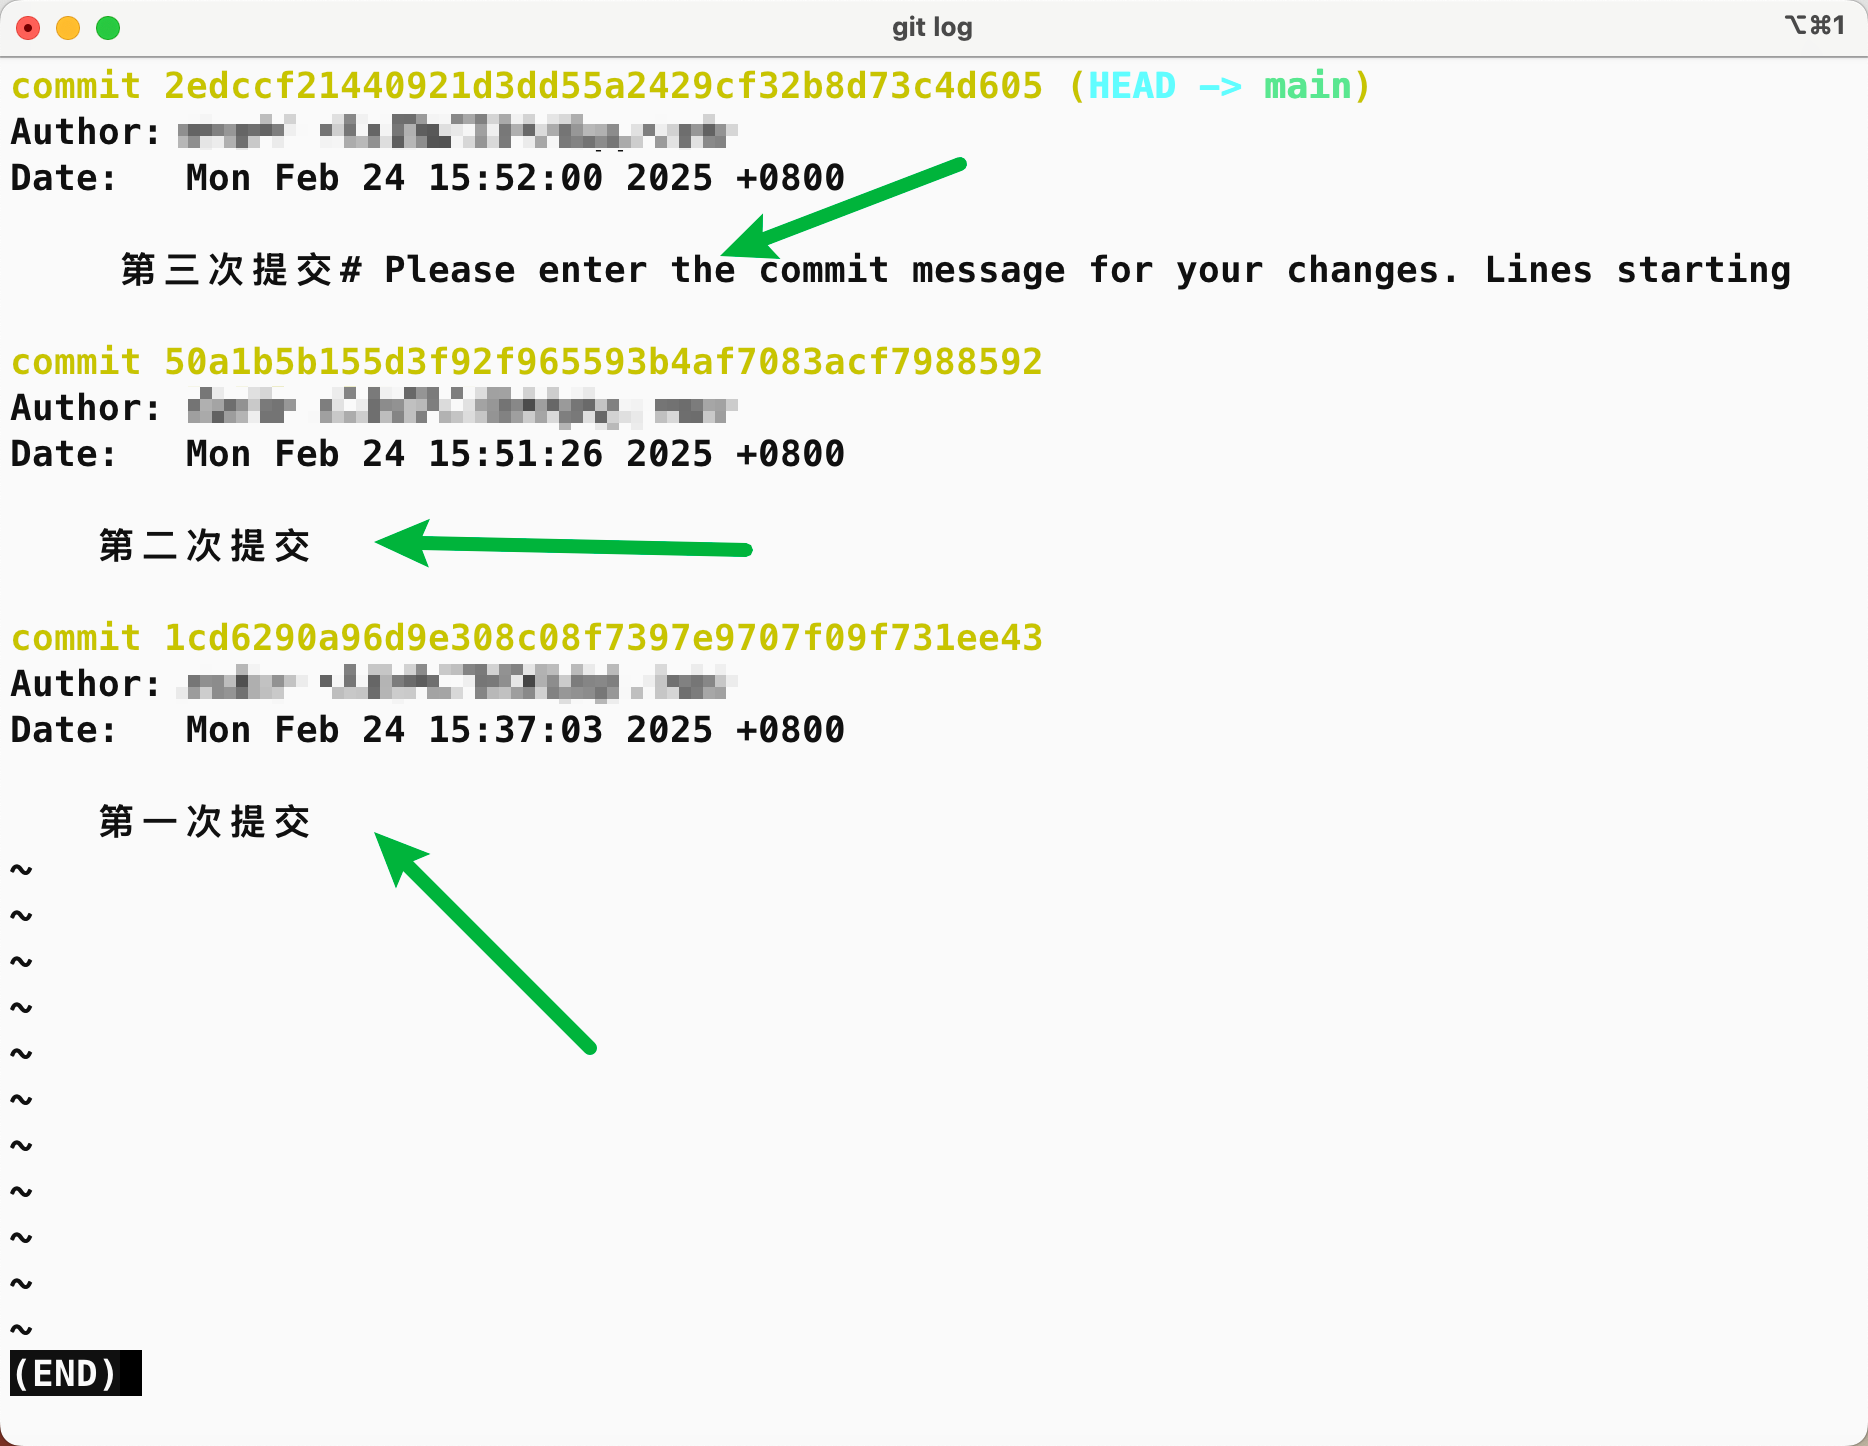 git log
⌥⌘1
commit 2edccf21440921d3dd55a2429cf32b8d73c4d605 (HEAD -> main)
Author:
Date:   Mon Feb 24 15:52:00 2025 +0800
第三次提交# Please enter the commit message for your changes. Lines starting
commit 50a1b5b155d3f92f965593b4af7083acf7988592
Author:
Date:   Mon Feb 24 15:51:26 2025 +0800
第二次提交
commit 1cd6290a96d9e308c08f7397e9707f09f731ee43
Author:
Date:   Mon Feb 24 15:37:03 2025 +0800
第一次提交
~
~
~
~
~
~
~
~
~
~
~
(END)